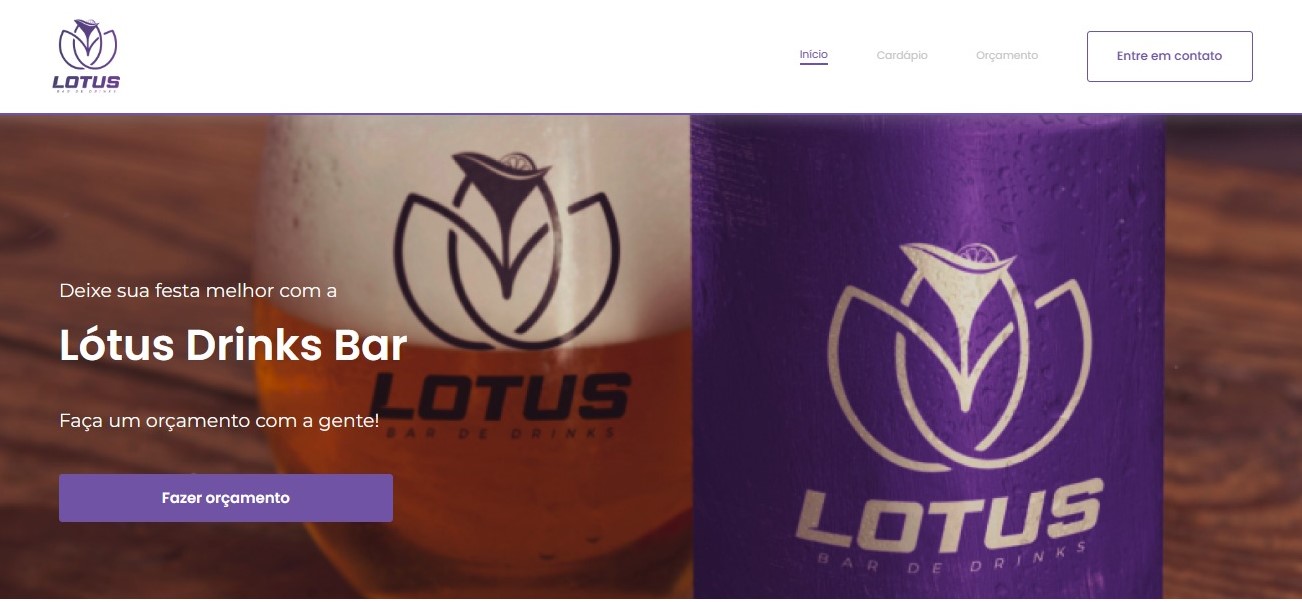 LOTUS
BAR DE DRINKS
Início
Cardápio
Orçamento
Entre em contato
Deixe sua festa melhor com a
Lótus Drinks Bar
Faça um orçamento com a gente!
Fazer orçamento
LOTUS
BAR DE DRINKS
LOTUS
BAR DE DRINKS